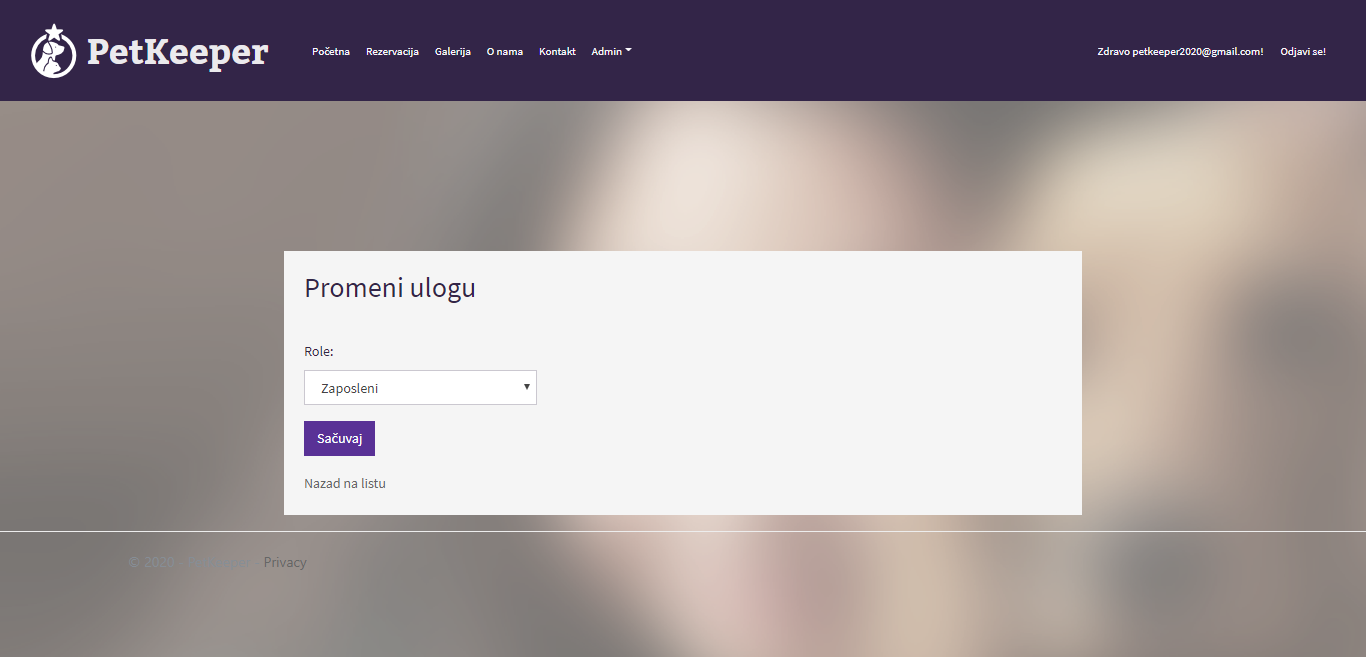 PetKeeper
Početna Rezervacija Galerija O nama Kontakt Admin
Zdravo petkeeper2020@gmail.com! Odjavi se!
Promeni ulogu
Role:
Zaposleni
Sačuvaj
Nazad na listu
© 2020 - Privacy